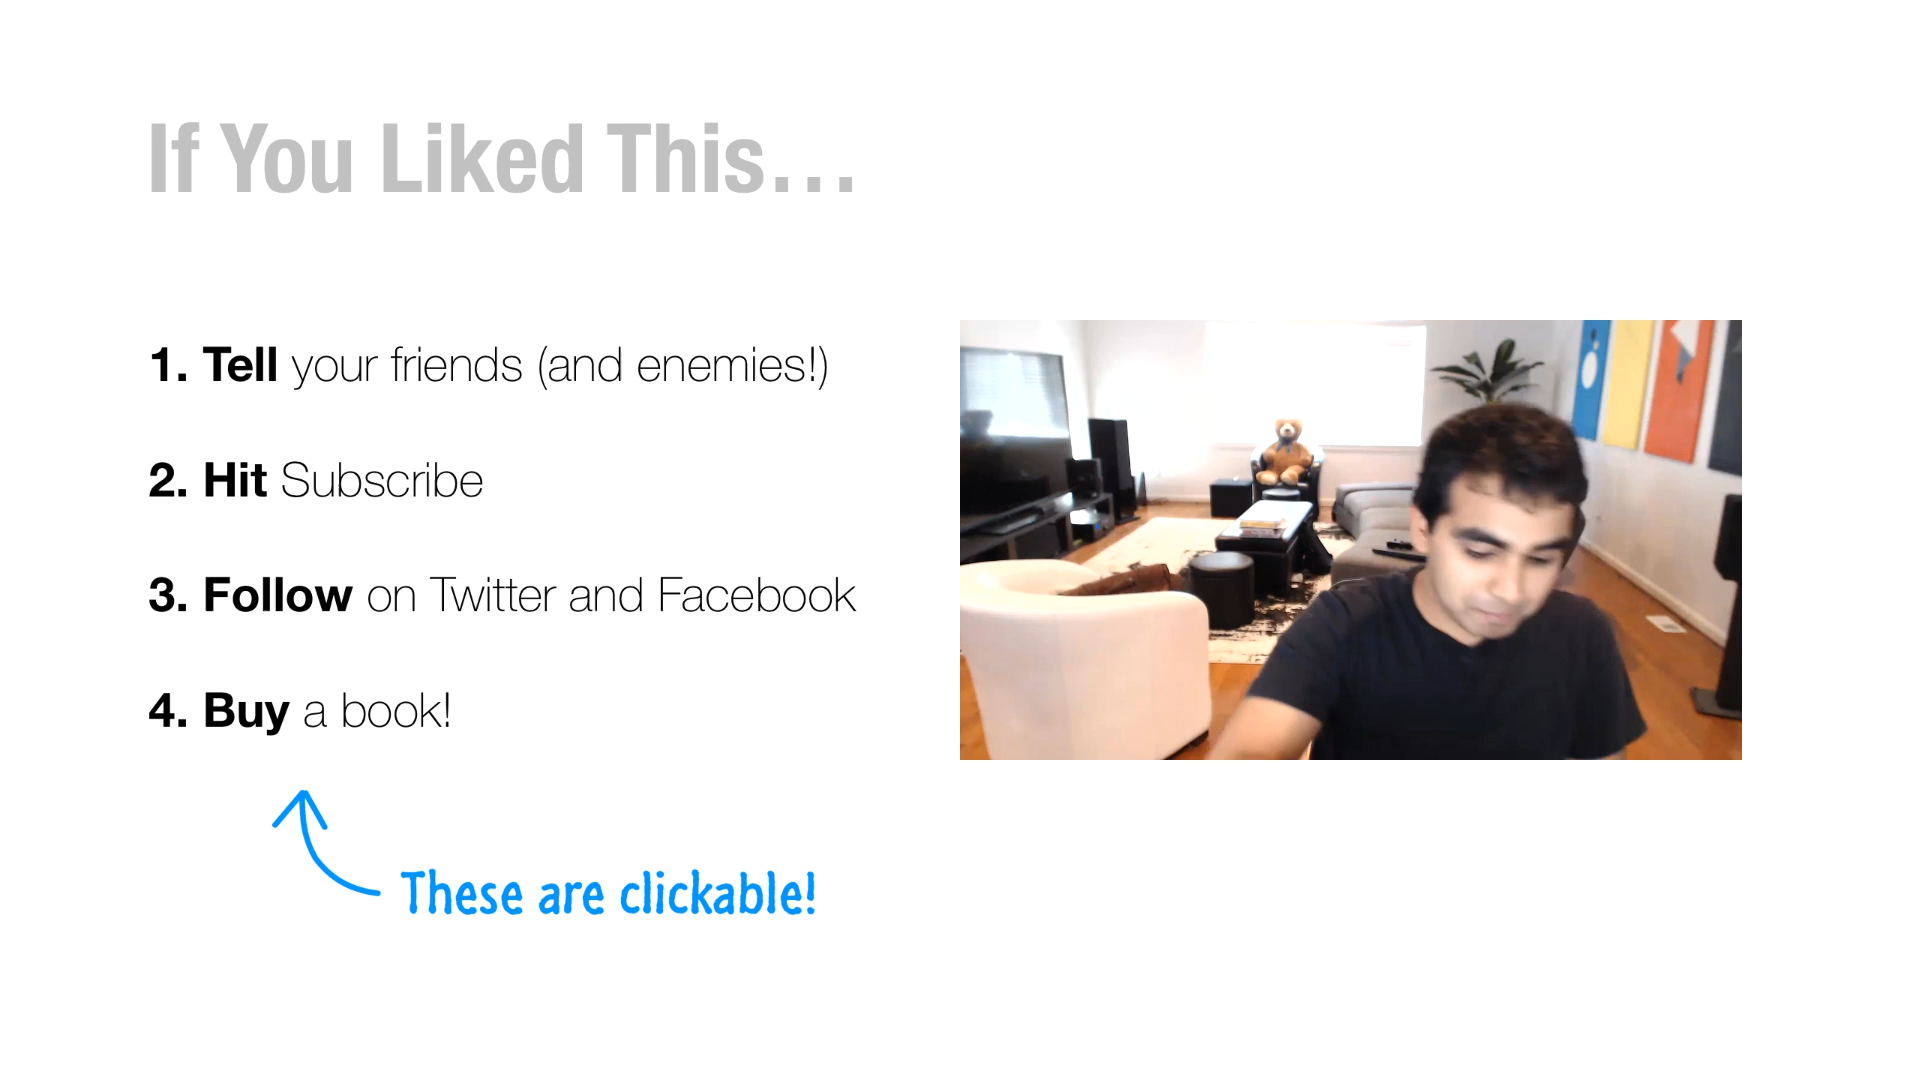 If You Liked This…
1. Tell your friends (and enemies!)
2. Hit Subscribe
3. Follow on Twitter and Facebook
4. Buy a book!
These are clickable!